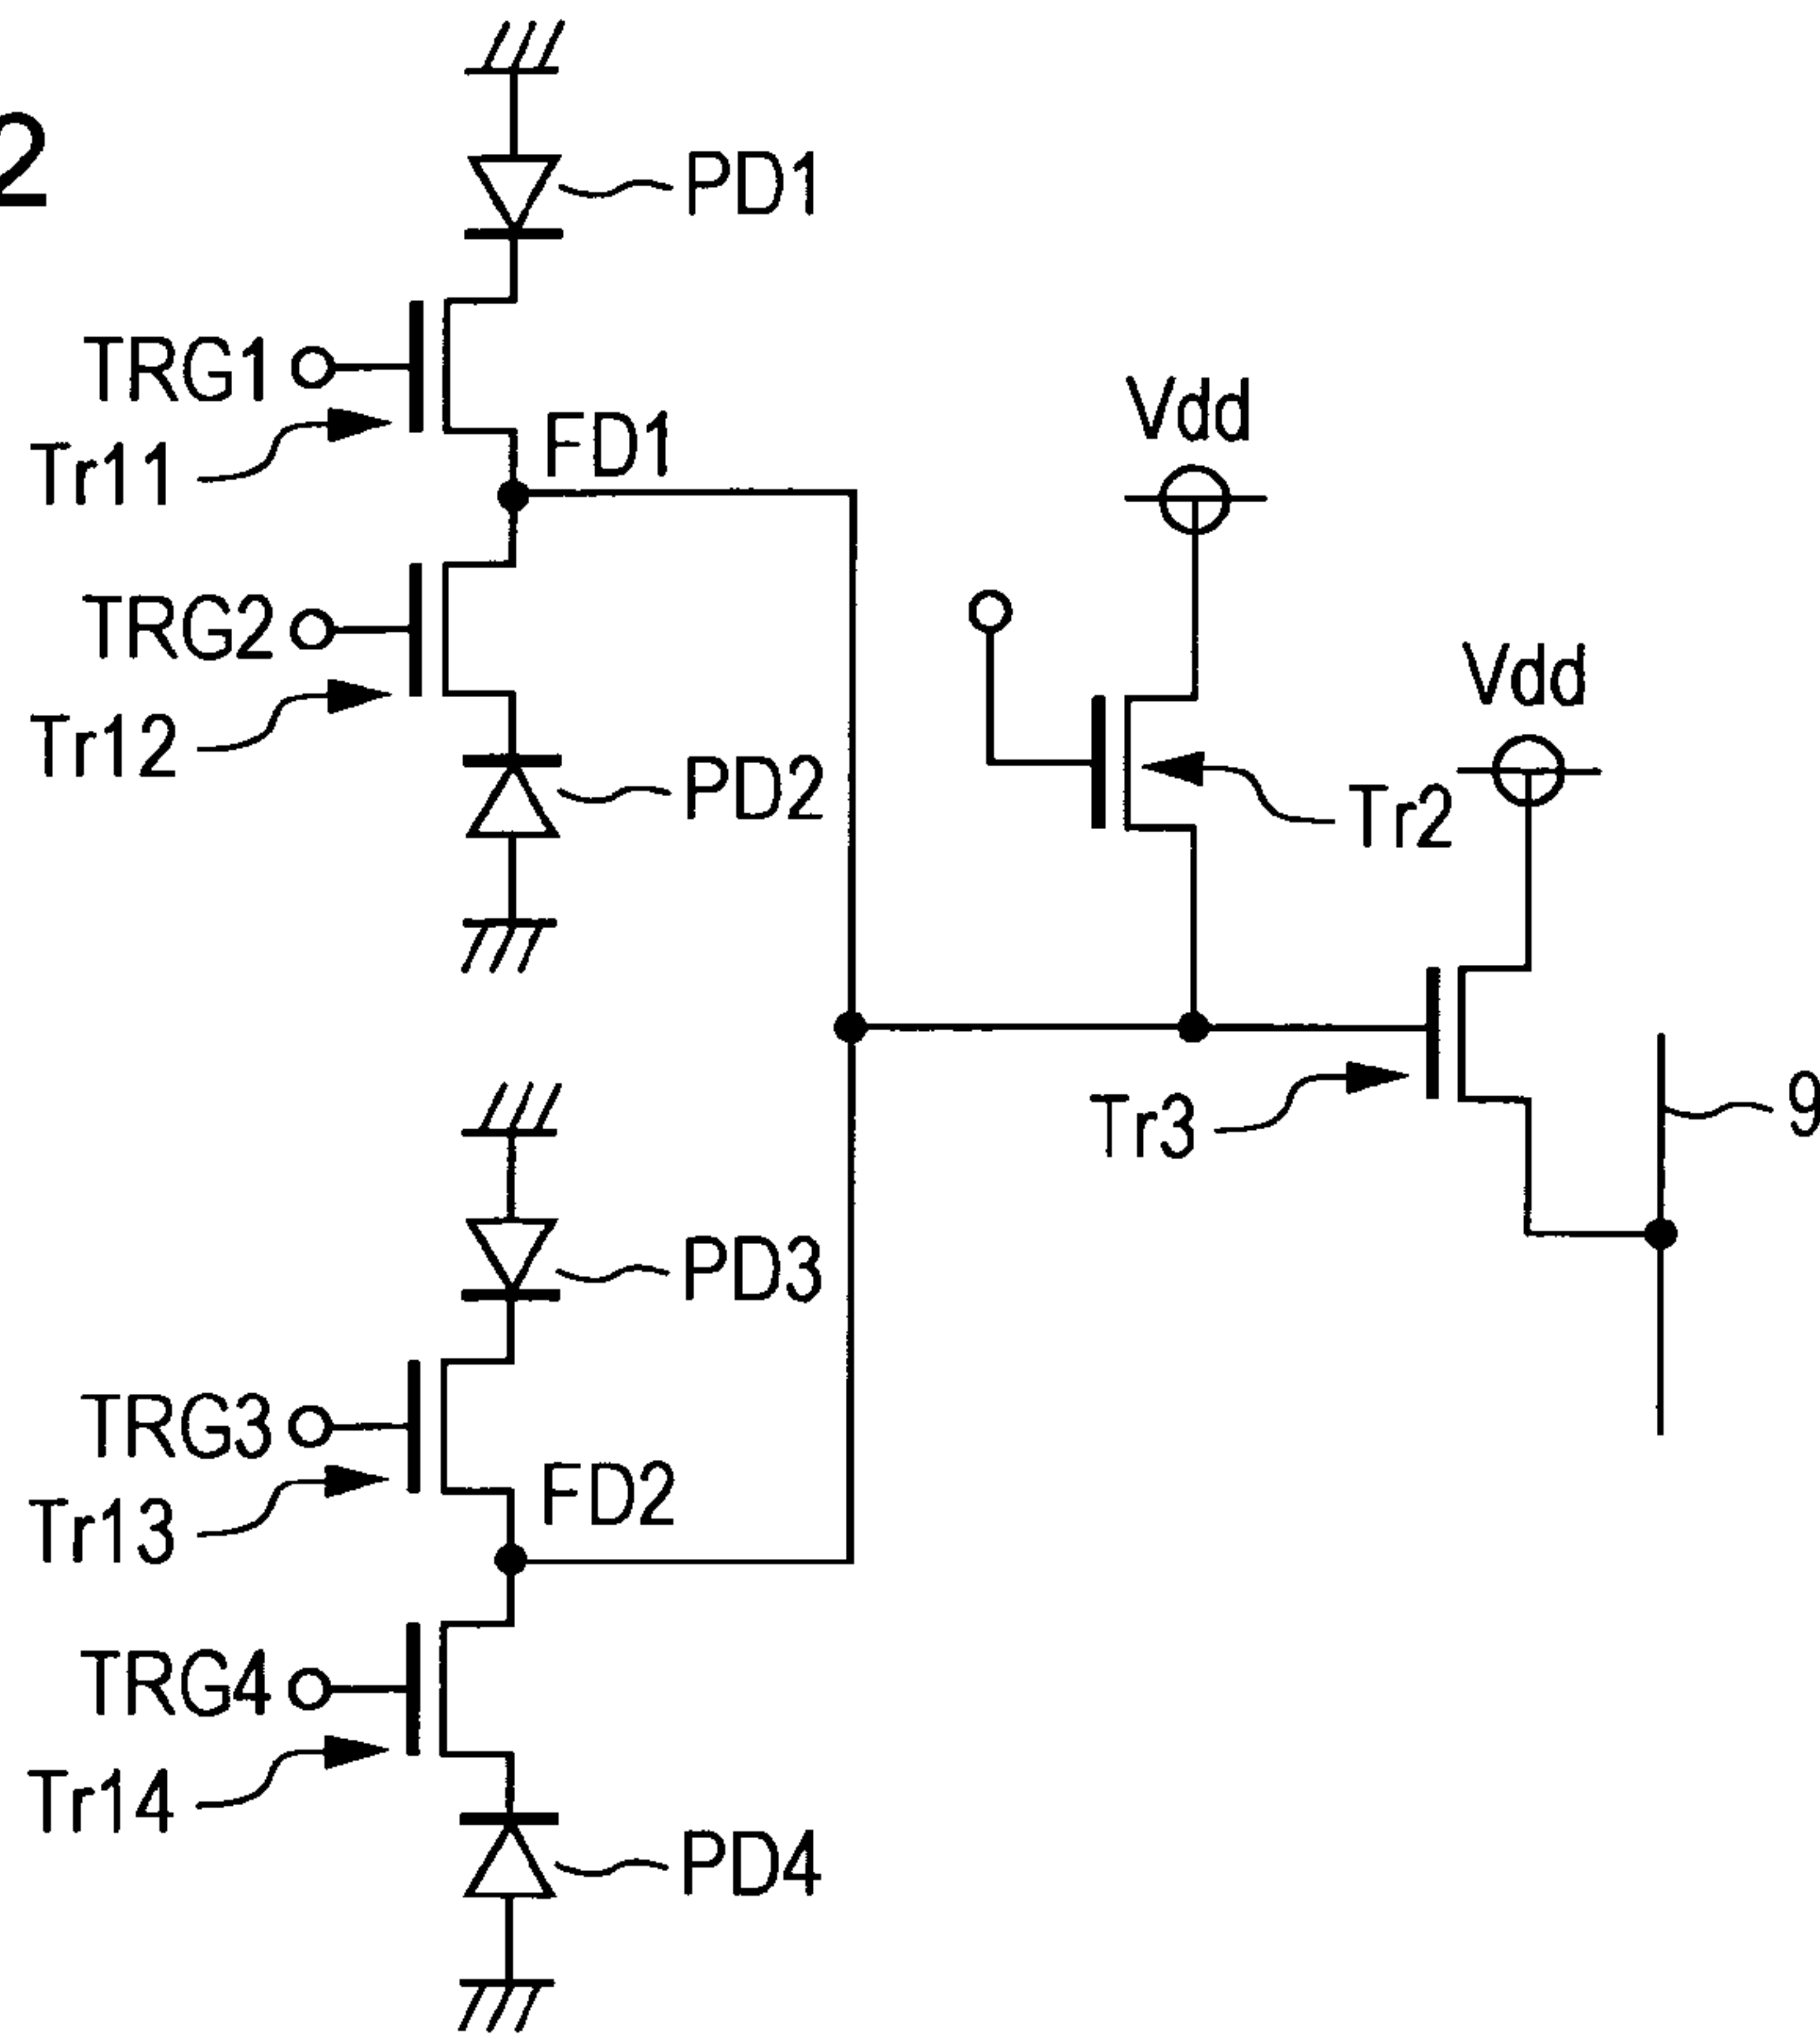 2
PD1
TRG1
Tr11
FD1
Vdd
TRG2
Tr12
PD2
Vdd
Tr2
Tr3
9
PD3
TRG3
Tr13
FD2
TRG4
Tr14
PD4